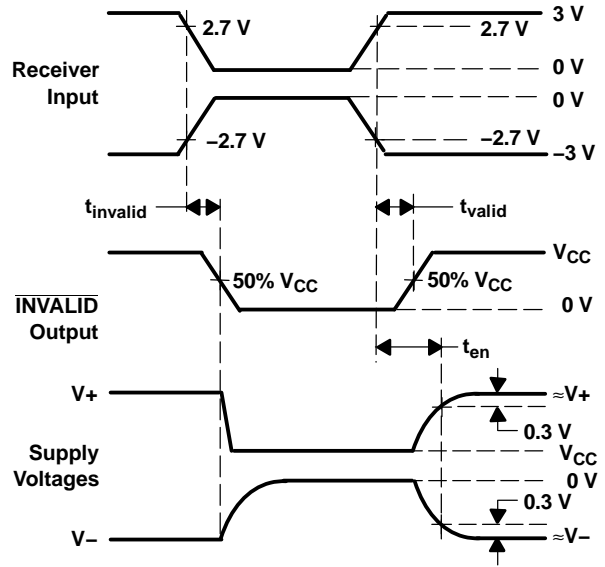 3 V
2.7 V
2.7 V
Receiver
Input
0 V
0 V
−2.7 V
−2.7 V
−3 V
tinvalid
tvalid
VCC
50% VCC
50% VCC
INVALID
Output
0 V
ten
V+
≈V+
0.3 V
Supply
Voltages
VCC
0 V
0.3 V
V−
≈V−